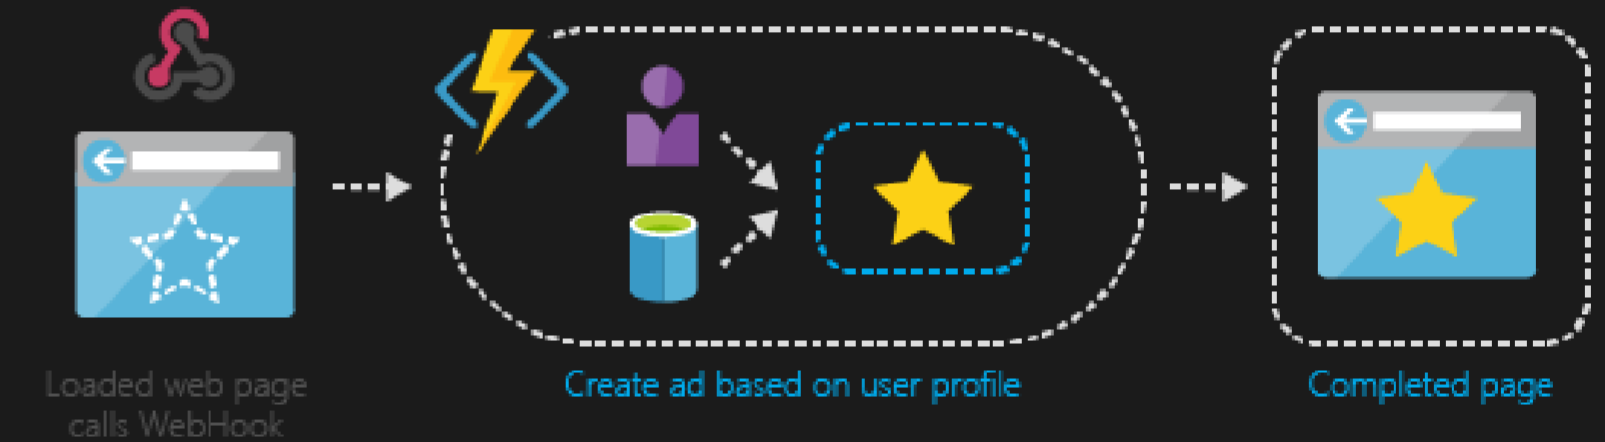 Loaded web page
calls WebHook
Create ad based on user profile
Completed page